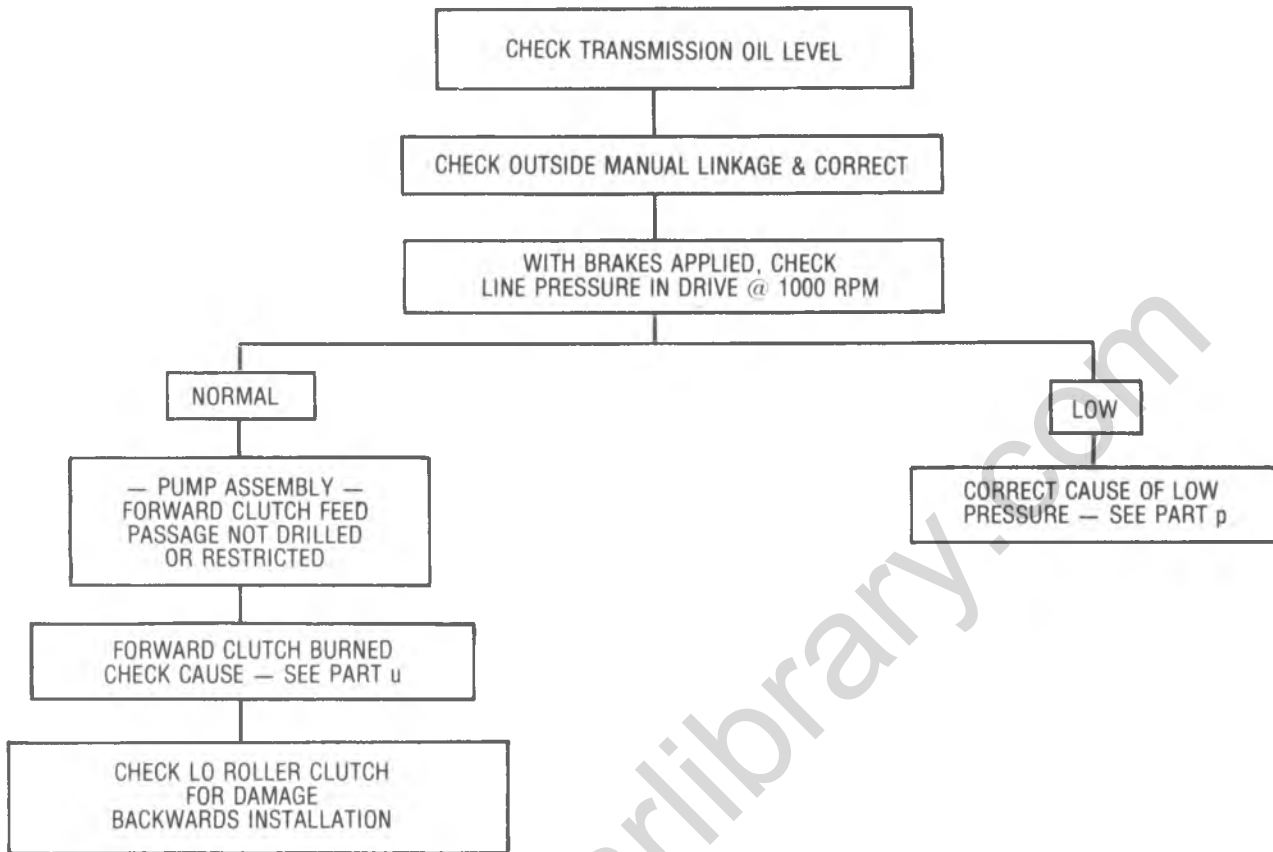 CHECK TRANSMISSION OIL LEVEL
CHECK OUTSIDE MANUAL LINKAGE & CORRECT
WITH BRAKES APPLIED, CHECK
LINE PRESSURE IN DRIVE @ 1000 RPM
NORMAL
LOW
— PUMP ASSEMBLY —
FORWARD CLUTCH FEED
PASSAGE NOT DRILLED
OR RESTRICTED
CORRECT CAUSE OF LOW
PRESSURE — SEE PART p
FORWARD CLUTCH BURNED
CHECK CAUSE — SEE PART u
CHECK LO ROLLER CLUTCH
FOR DAMAGE
BACKWARDS INSTALLATION
rlibrary.com